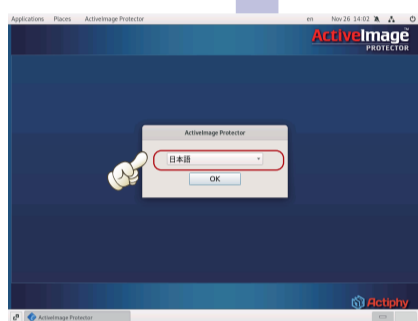 Applications Places ActiveImage Protector en Nov 26 14:02
ActiveImage
PROTECTOR
ActiveImage Protector
日本語
OK
Actiphy
ActiveImage Protector